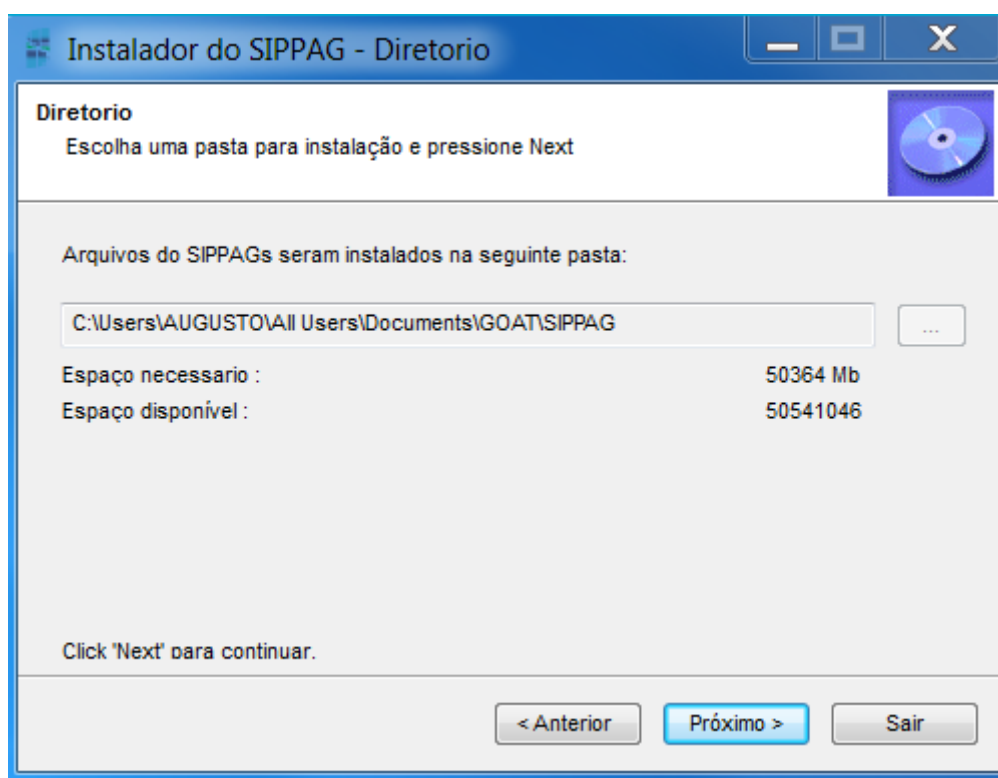 Instalador do SIPPAG - Diretorio
Diretorio
Escolha uma pasta para instalação e pressione Next
Arquivos do SIPPAGs seram instalados na seguinte pasta:
C:\Users\AUGUSTO\All Users\Documents\GOAT\SIPPAG
...
Espaço necessario : 50364 Mb
Espaço disponível : 50541046
Click 'Next' para continuar.
< Anterior Próximo > Sair